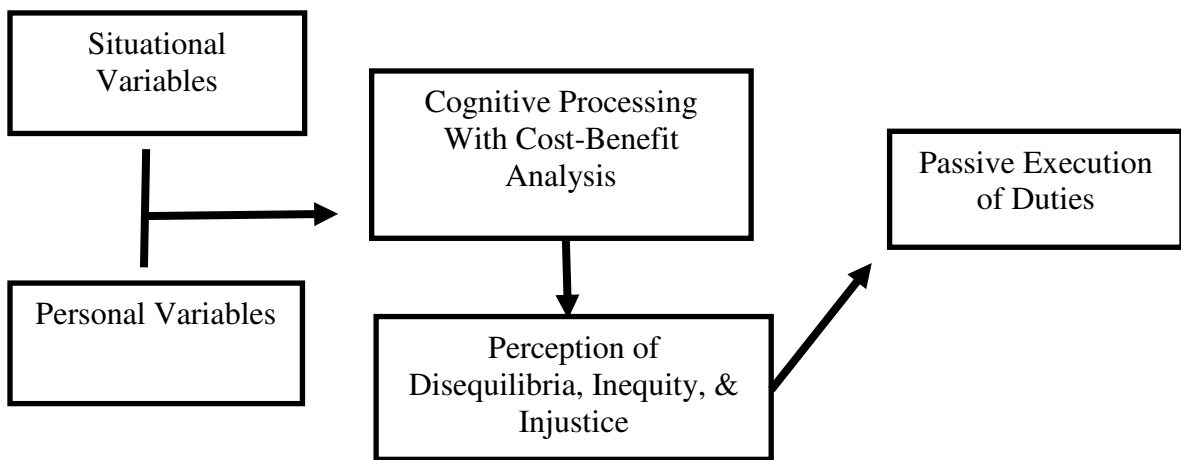 Situational
Variables
Personal Variables
Cognitive Processing
With Cost-Benefit
Analysis
Perception of
Disequilibria, Inequity, &
Injustice
Passive Execution
of Duties